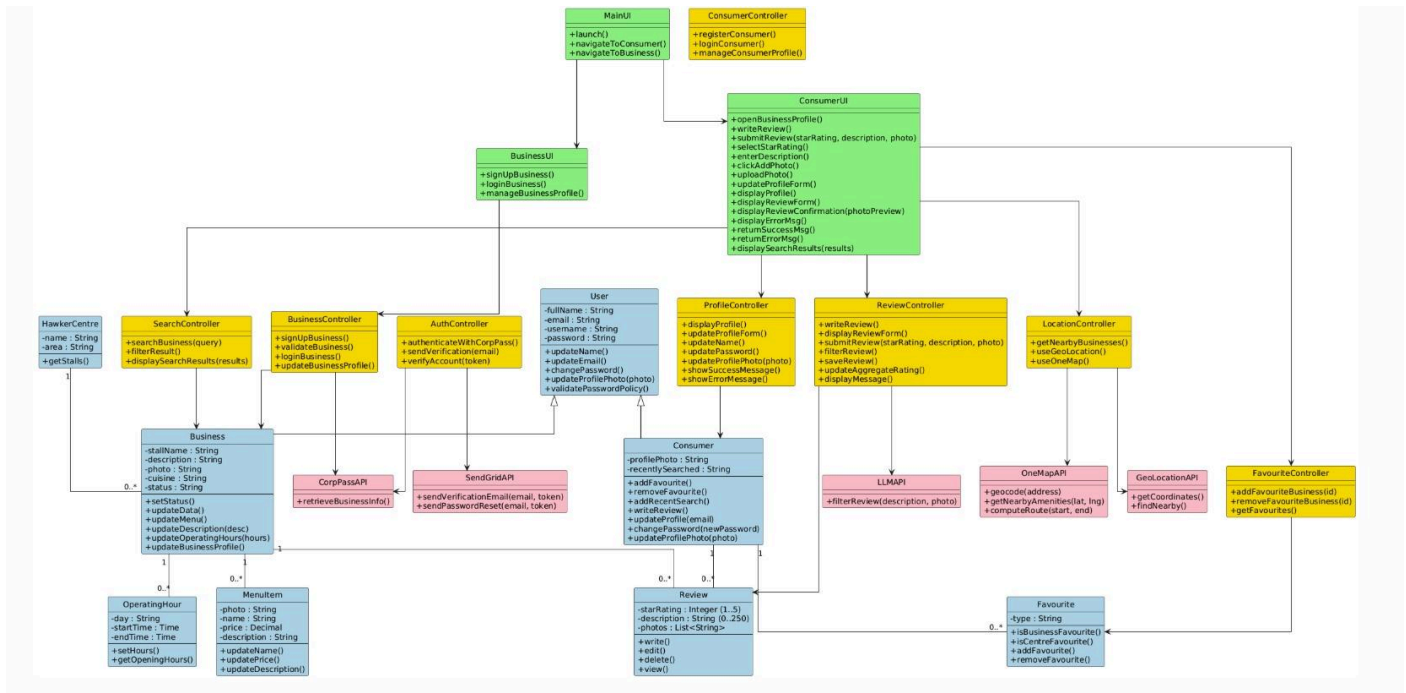 MainUI
+launch()
+navigateToConsumer()
+navigateToBusiness()
ConsumerController
+registerConsumer()
+loginConsumer()
+manageConsumerProfile()
ConsumerUI
+openBusinessProfile()
+writeReview()
+submitReview(starRating, description, photo)
+selectStarRating()
+enterDescription()
+clickAddPhoto()
+uploadPhoto()
+updateProfileForm()
+displayProfile()
+displayReviewForm()
+displayReviewConfirmation(photoPreview)
+displayErrorMsg()
+returnSuccessMsg()
+returnErrorMsg()
+displaySearchResults(results)
BusinessUI
+signUpBusiness()
+loginBusiness()
+manageBusinessProfile()
HawkerCentre
-name : String
-area : String
+getStalls()
SearchController
+searchBusiness(query)
+filterResult()
+displaySearchResults(results)
BusinessController
+signUpBusiness()
+validateBusiness()
+loginBusiness()
+updateBusinessProfile()
AuthController
+authenticateWithCorpPass()
+sendVerification(email)
+verifyAccount(token)
User
-fullName : String
-email : String
-username : String
-password : String
+updateName()
+updateEmail()
+changePassword()
+updateProfilePhoto(photo)
+validatePasswordPolicy()
ProfileController
+displayProfile()
+updateProfileForm()
+updateName()
+updatePassword()
+updateProfilePhoto(photo)
+showSuccessMessage()
+showErrorMessage()
ReviewController
+writeReview()
+displayReviewForm()
+submitReview(starRating, description, photo)
+filterReview()
+saveReview()
+updateAggregateRating()
+displayMessage()
LocationController
+getNearbyBusinesses()
+useGeoLocation()
+useOneMap()
1
0..*
Business
-stallName : String
-description : String
-photo : String
-cuisine : String
-status : String
+setStatus()
+updateData()
+updateMenu()
+updateDescription(desc)
+updateOperatingHours(hours)
+updateBusinessProfile()
CorpPassAPI
+retrieveBusinessInfo()
SendGridAPI
+sendVerificationEmail(email, token)
+sendPasswordReset(email, token)
Consumer
-profilePhoto : String
-recentlySearched : String
+addFavourite()
+removeFavourite()
+addRecentSearch()
+writeReview()
+updateProfile(email)
+changePassword(newPassword)
+updateProfilePhoto(photo)
LLMAPI
+filterReview(description, photo)
OneMapAPI
+geocode(address)
+getNearbyAmenities(lat, lng)
+computeRoute(start, end)
GeoLocationAPI
+getCoordinates()
+findNearby()
FavouriteController
+addFavouriteBusiness(id)
+removeFavouriteBusiness(id)
+getFavourites()
1
1
1
1
1
0..*
0..*
0..*
0..*
0..*
OperatingHour
-day : String
-startTime : Time
-endTime : Time
+setHours()
+getOpeningHours()
MenuItem
-photo : String
-name : String
-price : Decimal
-description : String
+updateName()
+updatePrice()
+updateDescription()
Review
-starRating : Integer (1..5)
-description : String (0..250)
-photos : List<String>
+write()
+edit()
+delete()
+view()
Favourite
-type : String
+isBusinessFavourite()
+isCentreFavourite()
+addFavourite()
+removeFavourite()